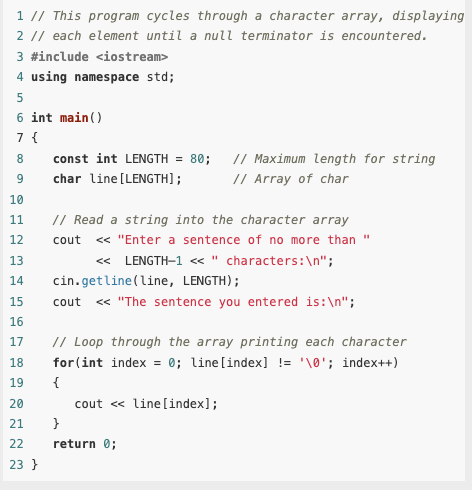 1 // This program cycles through a character array, displaying
2 // each element until a null terminator is encountered.
3 #include <iostream>
4 using namespace std;
5
6 int main()
7 {
8    const int LENGTH = 80;   // Maximum length for string
9    char line[LENGTH];       // Array of char
10
11    // Read a string into the character array
12    cout  << "Enter a sentence of no more than "
13          <<  LENGTH–1 << " characters:\n";
14    cin.getline(line, LENGTH);
15    cout  << "The sentence you entered is:\n";
16
17    // Loop through the array printing each character
18    for(int index = 0; line[index] != '\0'; index++)
19    {
20       cout << line[index];
21    }
22    return 0;
23 }